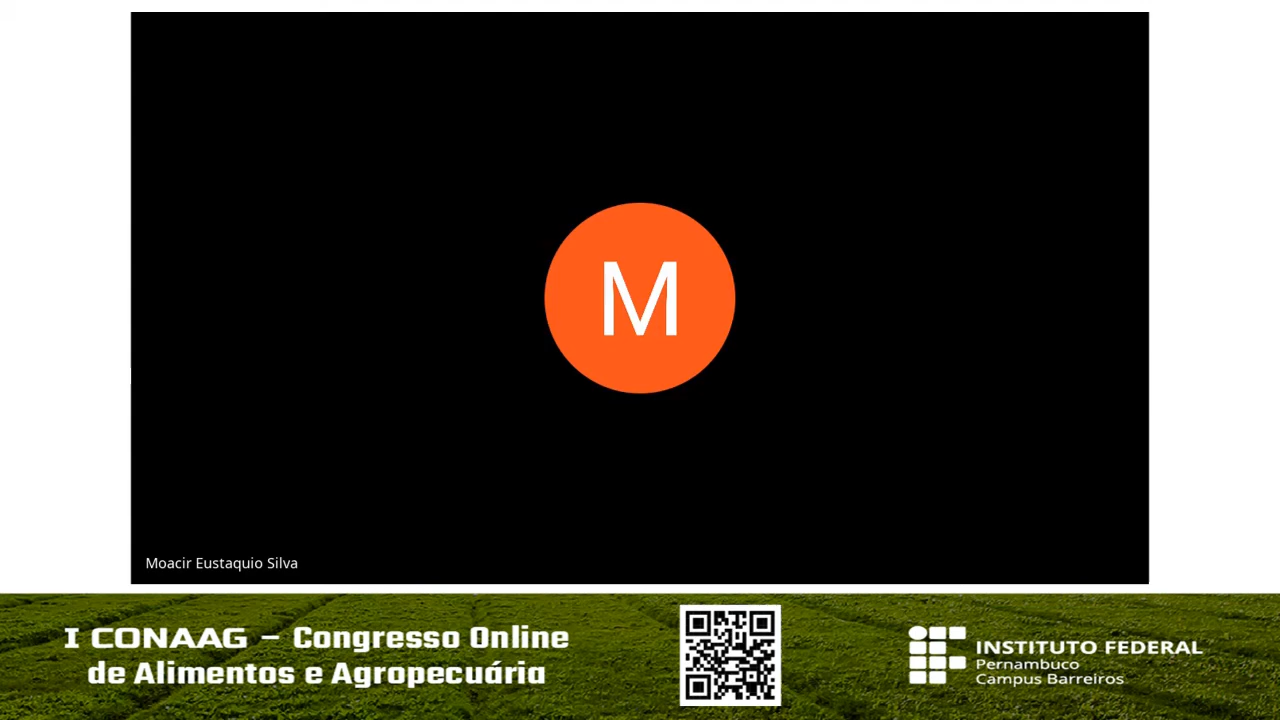 M
Moacir Eustaquio Silva
I CONAAG – Congresso Online
de Alimentos e Agropecuária
INSTITUTO FEDERAL
Pernambuco
Campus Barreiros